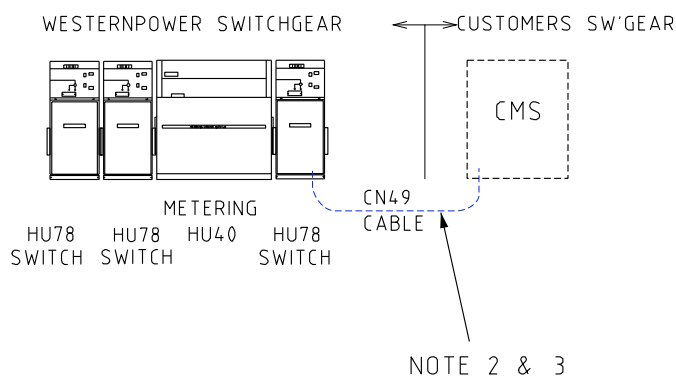 WESTERNPOWER SWITCHGEAR
CUSTOMERS SW'GEAR
CMS
CN49
CABLE
METERING
HU40
HU78
SWITCH
HU78
SWITCH
HU78
SWITCH
NOTE 2 & 3